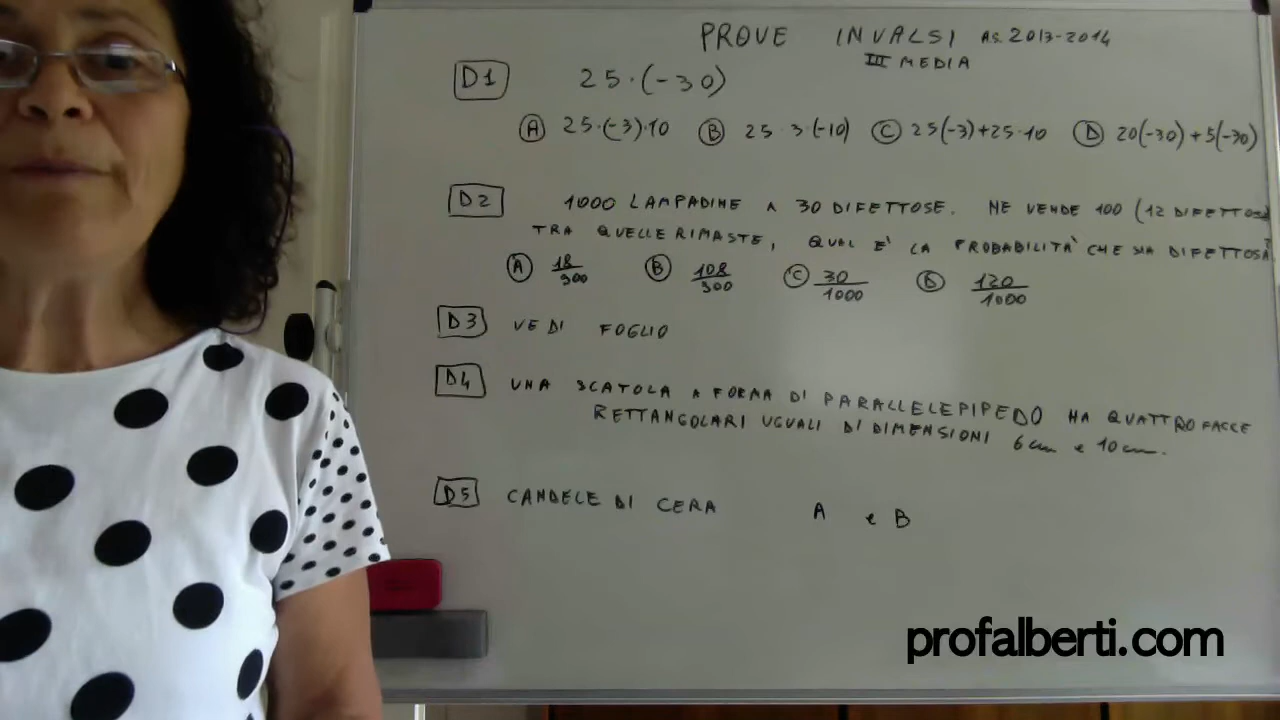 PROVE INVALSI A.S. 2013-2014
III MEDIA
D1 25·(-30)
A 25·(-3)·10 B 25·3(-10) C 25(-3)+25·10 D 20(-30)+5(-30)
D2 1000 LAMPADINE A 30 DIFETTOSE. NE VENDE 100 (12 DIFETTOSE)
TRA QUELLE RIMASTE, QUAL E' LA PROBABILITA' CHE SIA DIFETTOSA?
A 18/900 B 108/900 C 30/1000 D 120/1000
D3 VEDI FOGLIO
D4 UNA SCATOLA A FORMA DI PARALLELEPIPEDO HA QUATTRO FACCE
RETTANGOLARI UGUALI DI DIMENSIONI 6cm e 10cm.
D5 CANDELE DI CERA A e B
profalberti.com